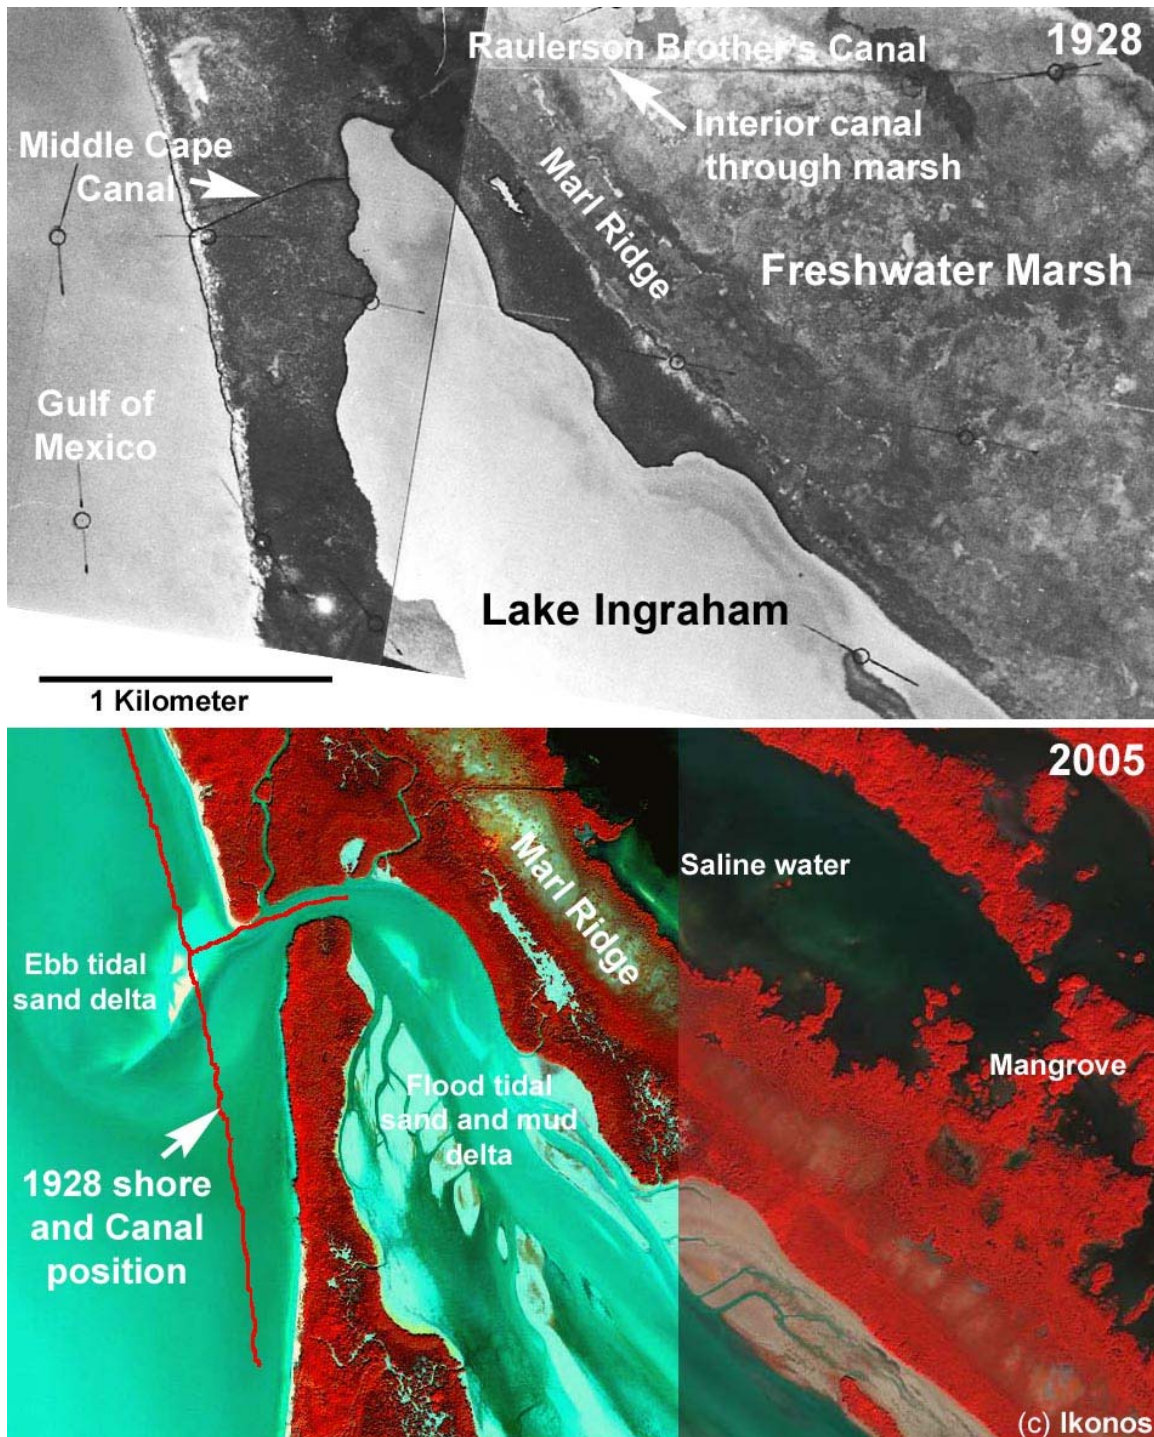 Raulerson Brother's Canal
1928
Middle Cape
Canal
Interior canal
through marsh
Marl Ridge
Freshwater Marsh
Gulf of
Mexico
Lake Ingraham
1 Kilometer
2005
Marl Ridge
Saline water
Ebb tidal
sand delta
Mangrove
Flood tidal
sand and mud
delta
1928 shore
and Canal
position
(c) Ikonos